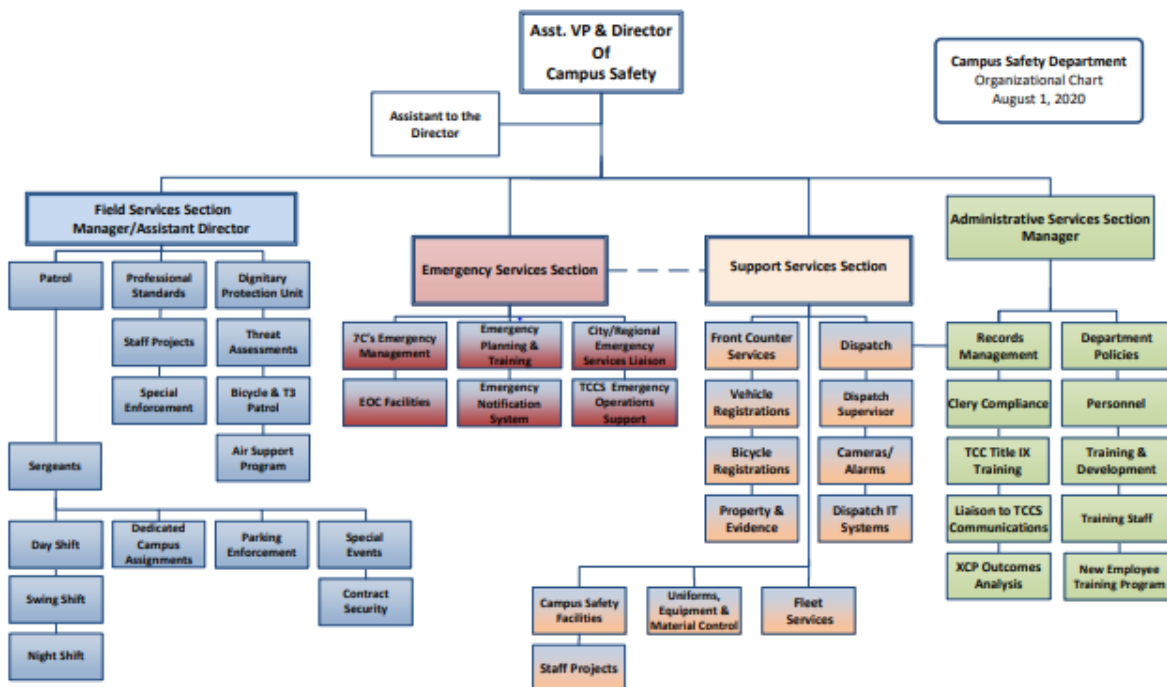 Asst. VP & Director
Of
Campus Safety
Campus Safety Department
Organizational Chart
August 1, 2020
Assistant to the
Director
Field Services Section
Manager/Assistant Director
Emergency Services Section
Support Services Section
Administrative Services Section
Manager
Patrol
Professional
Standards
Dignitary
Protection Unit
Staff Projects
Threat
Assessments
Special
Enforcement
Bicycle & T3
Patrol
Air Support
Program
Sergeants
Day Shift
Dedicated
Campus
Assignments
Parking
Enforcement
Special
Events
Swing Shift
Contract
Security
Night Shift
7C's Emergency
Management
Emergency
Planning &
Training
City/Regional
Emergency
Services Liaison
EOC Facilities
Emergency
Notification
System
TCCS Emergency
Operations
Support
Front Counter
Services
Dispatch
Vehicle
Registrations
Dispatch
Supervisor
Bicycle
Registrations
Cameras/
Alarms
Property &
Evidence
Dispatch IT
Systems
Campus Safety
Facilities
Uniforms,
Equipment &
Material Control
Fleet
Services
Staff Projects
Records
Management
Department
Policies
Clery Compliance
Personnel
TCC Title IX
Training
Training &
Development
Liaison to TCCS
Communications
Training Staff
XCP Outcomes
Analysis
New Employee
Training Program